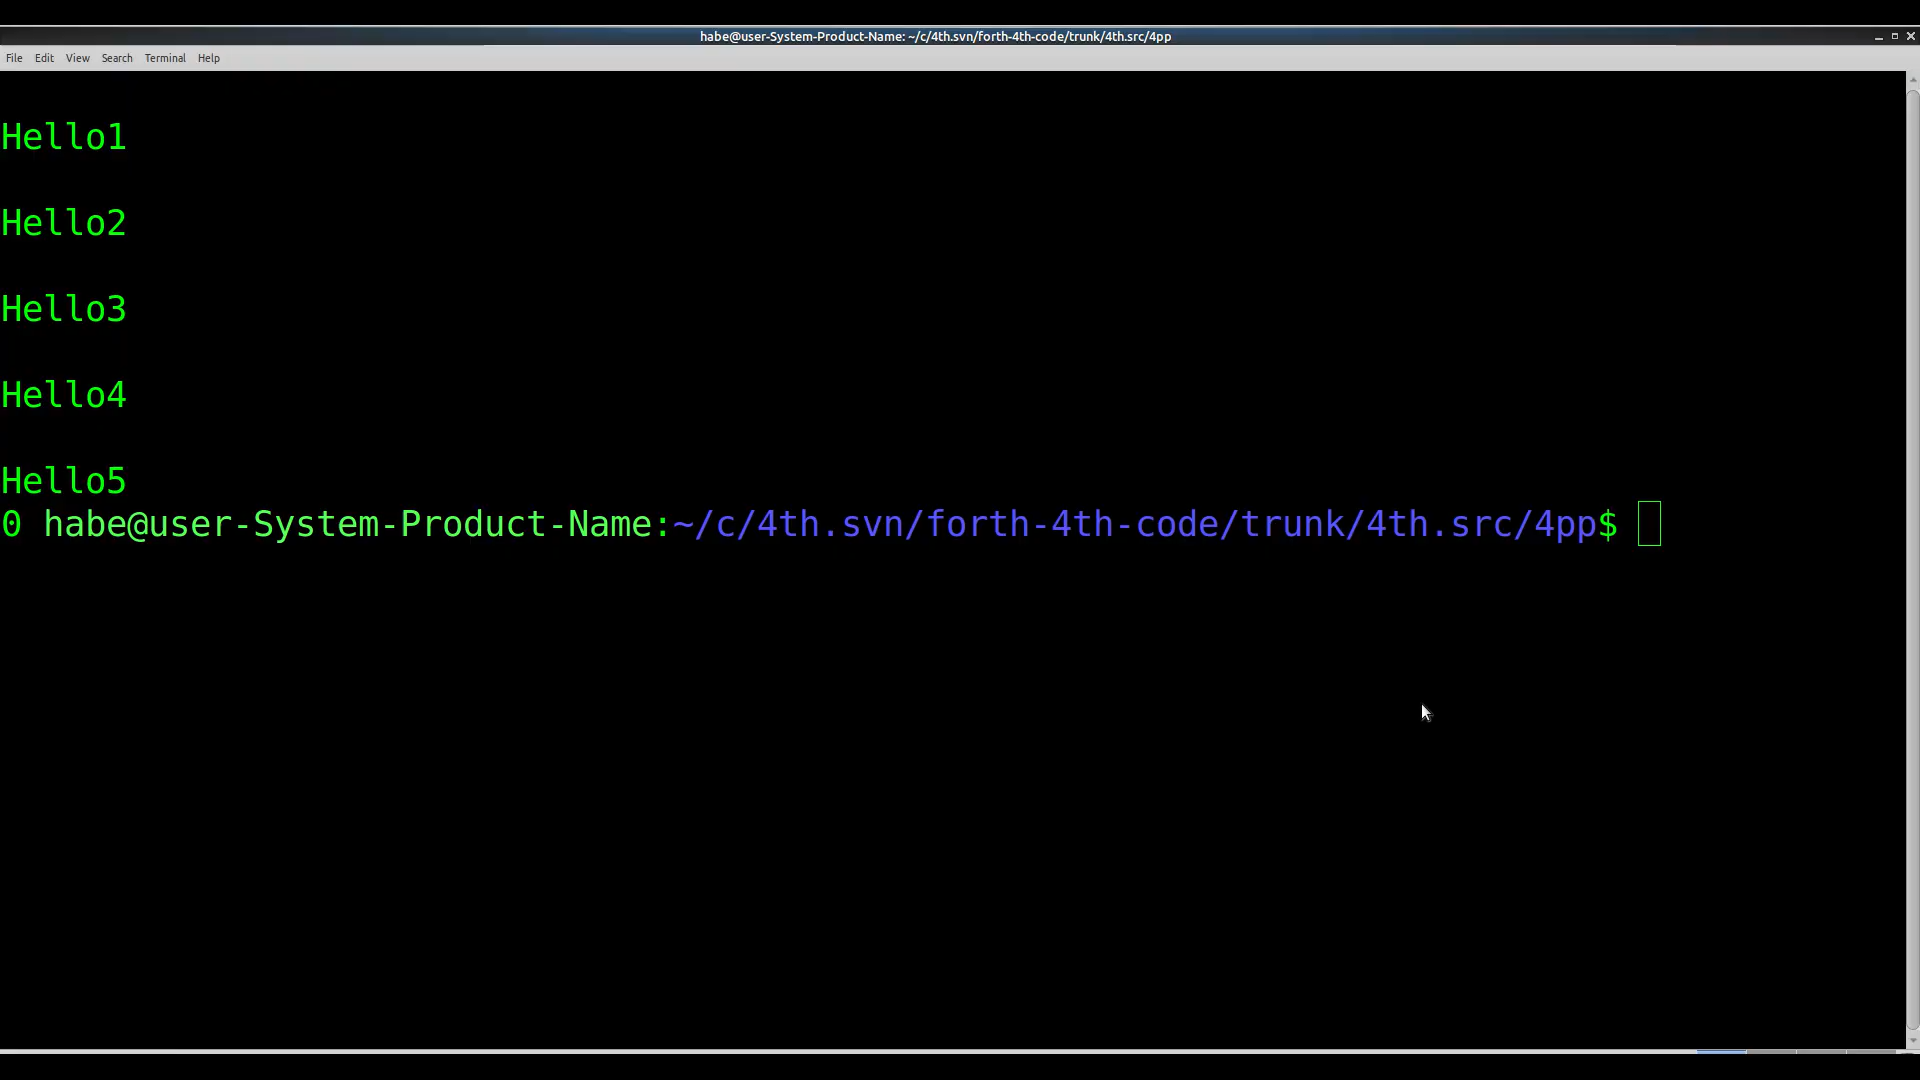 habe@user-System-Product-Name: ~/c/4th.svn/forth-4th-code/trunk/4th.src/4pp
File Edit View Search Terminal Help
Hello1
Hello2
Hello3
Hello4
Hello5
0 habe@user-System-Product-Name:~/c/4th.svn/forth-4th-code/trunk/4th.src/4pp$